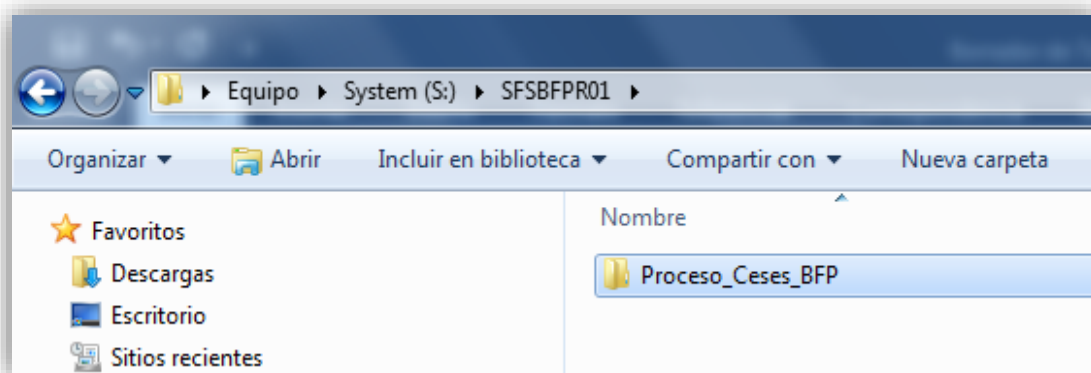 Equipo System (S:) SFSBFPR01
Organizar Abrir Incluir en biblioteca Compartir con Nueva carpeta
Favoritos
Descargas
Escritorio
Sitios recientes
Nombre
Proceso_Ceses_BFP